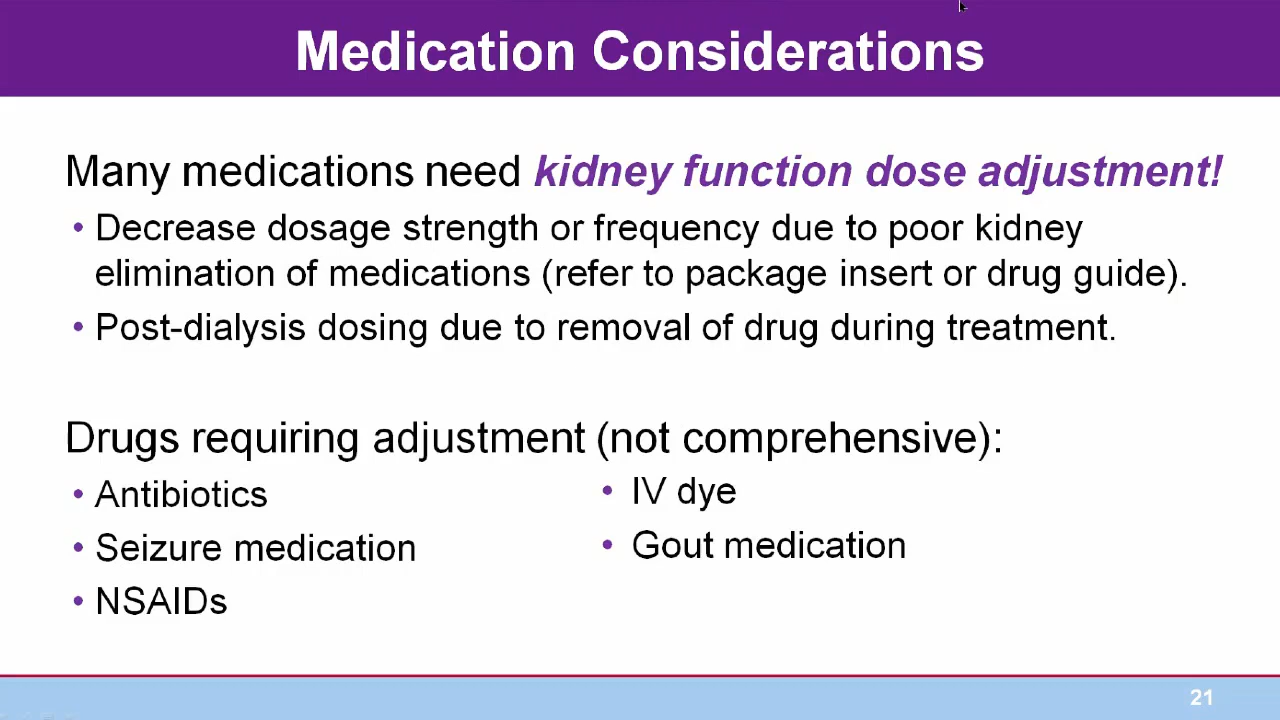 Medication Considerations
Many medications need kidney function dose adjustment!
• Decrease dosage strength or frequency due to poor kidney
elimination of medications (refer to package insert or drug guide).
• Post-dialysis dosing due to removal of drug during treatment.
Drugs requiring adjustment (not comprehensive):
• Antibiotics
• Seizure medication
• NSAIDs
• IV dye
• Gout medication
21